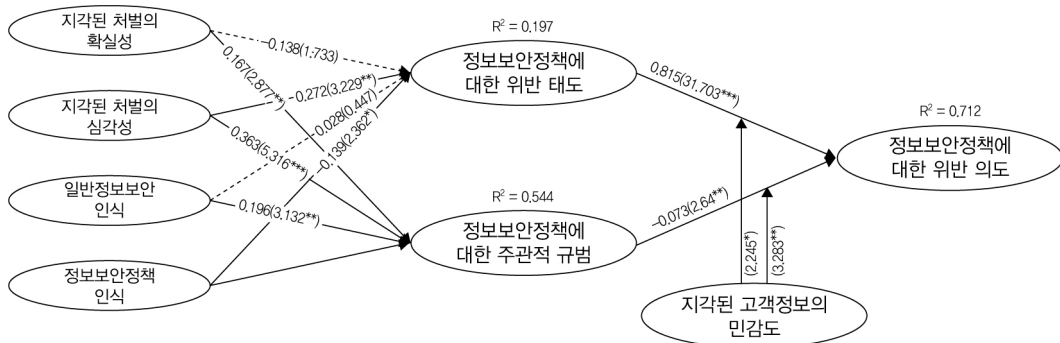 지각된 처벌의
확실성
지각된 처벌의
심각성
일반정보보안
인식
정보보안정책
인식
-0.138(1.733)
0.167(2.877**)
-0.272(3.229**)
-0.028(0.447)
-0.139(2.362*)
0.363(5.316***)
0.196(3.132**)
R² = 0.197
정보보안정책에
대한 위반 태도
R² = 0.544
정보보안정책에
대한 주관적 규범
0.815(31.703***)
-0.073(2.64**)
R² = 0.712
정보보안정책에
대한 위반 의도
(2.245*)
(3.283**)
지각된 고객정보의
민감도